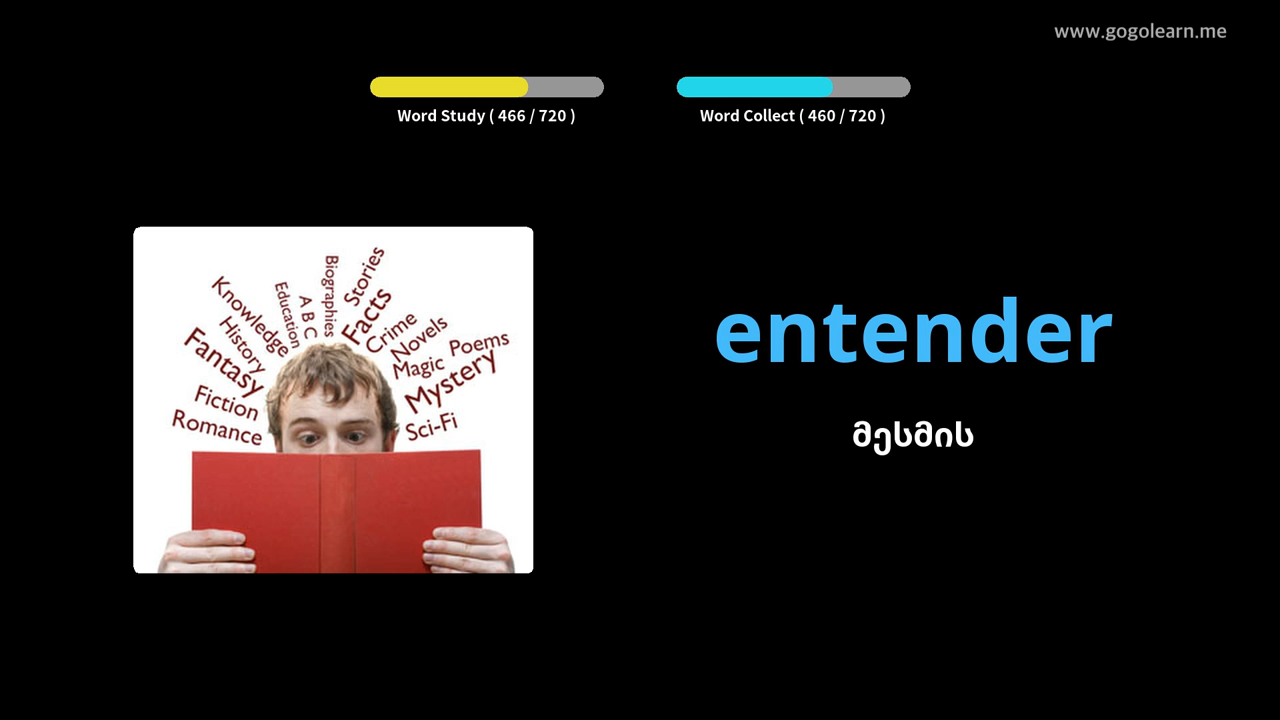 www.gogolearn.me
Word Study ( 466 / 720 )
Word Collect ( 460 / 720 )
Knowledge
History
Fantasy
Fiction
Romance
Education
A B C
Biographies
Stories
Facts
Crime
Novels
Magic
Poems
Mystery
Sci-Fi
entender
მესმის